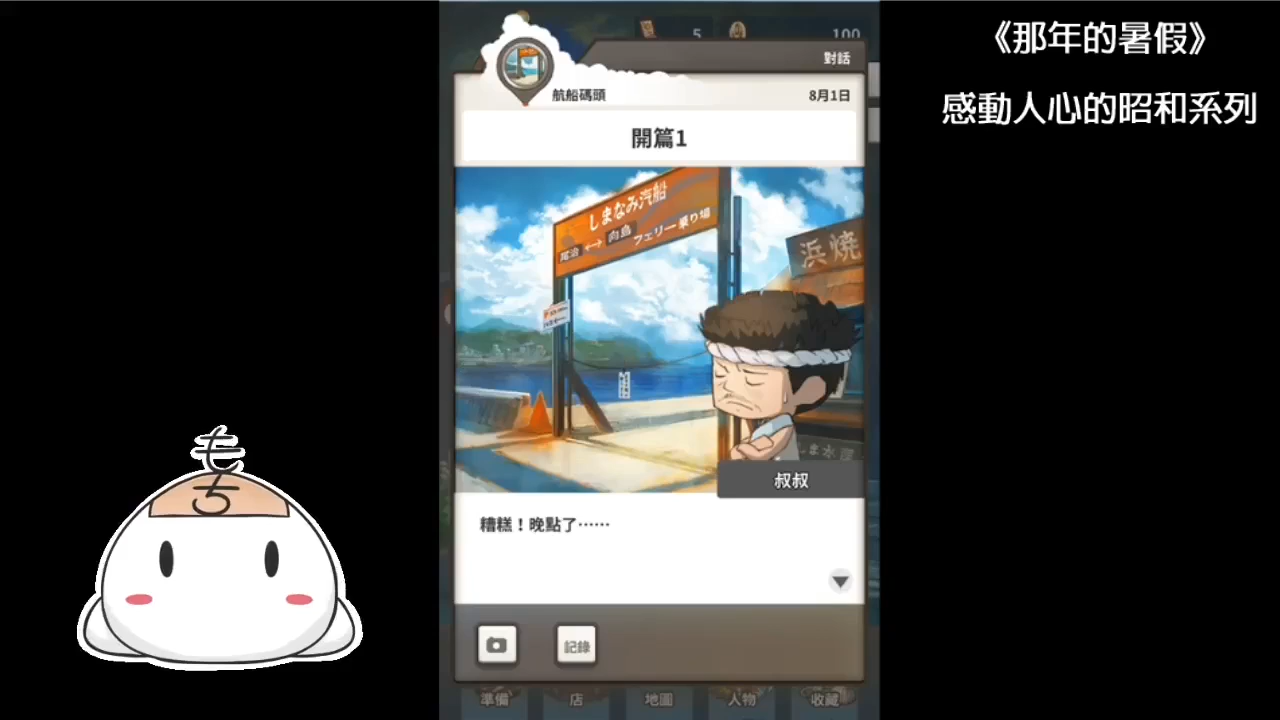 《那年的暑假》
感動人心的昭和系列
5
100
對話
航船碼頭
8月1日
開篇1
しまなみ汽船
尾道 ↔ 向島 フェリー乗り場
浜焼
叔叔
糟糕！晚點了……
記錄
準備
店
地圖
人物
收藏
もち